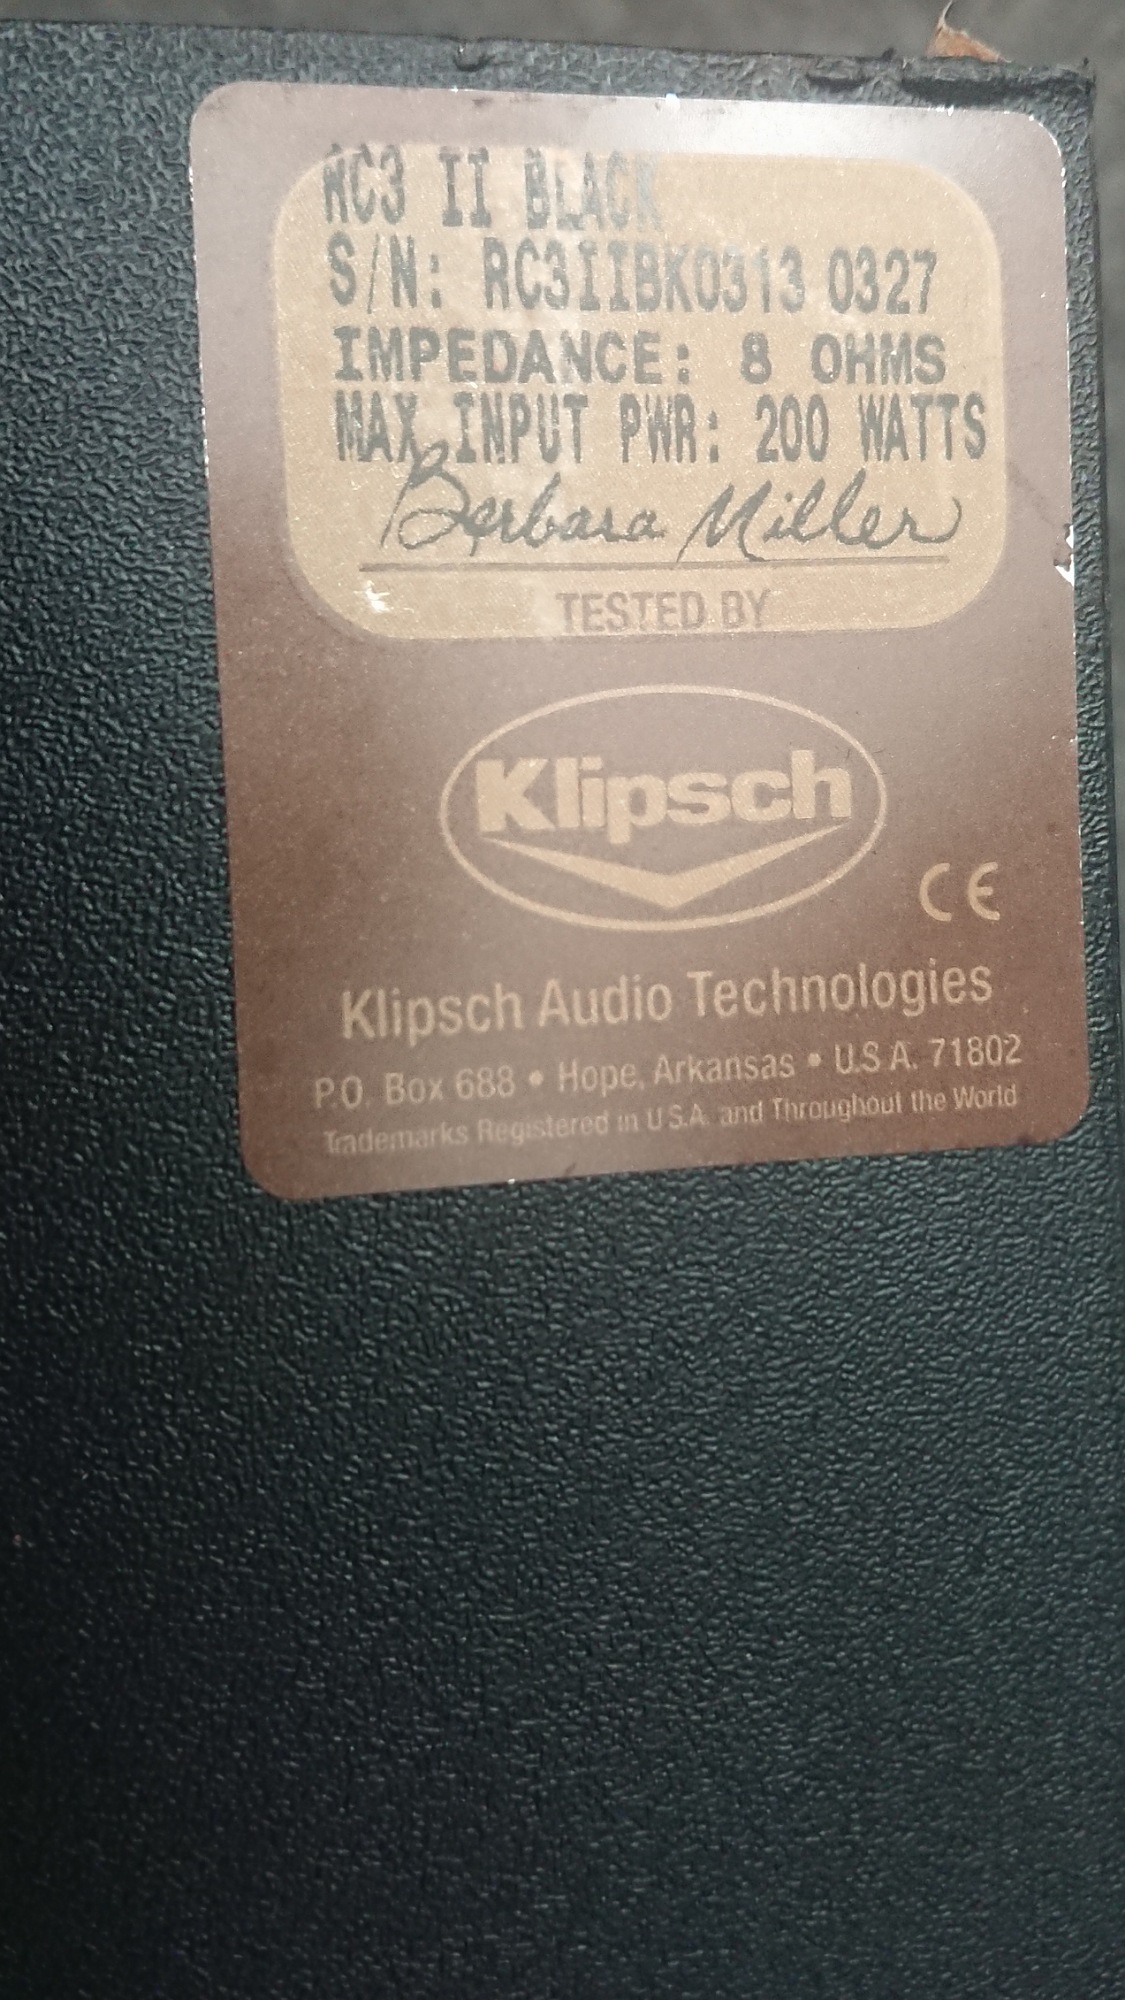 RC3 II BLACK
S/N: RC3IIBK0313 0327
IMPEDANCE: 8 OHMS
MAX INPUT PWR: 200 WATTS
Barbara Miller
TESTED BY
Klipsch
CE
Klipsch Audio Technologies
P.O. Box 688 • Hope, Arkansas • U.S.A. 71802
Trademarks Registered in U.S.A. and Throughout the World